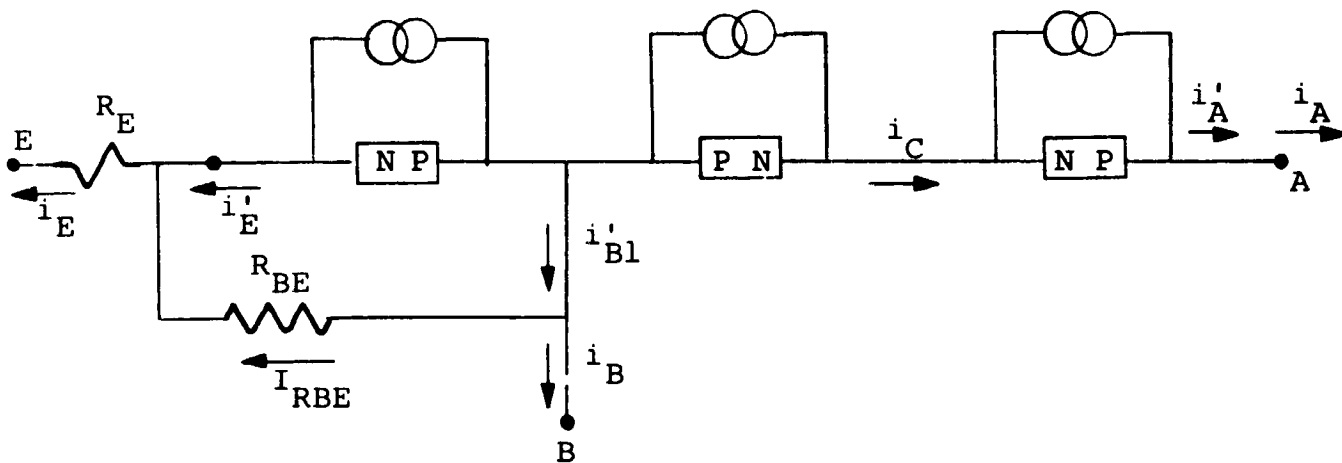 R_E
E
i_E
i'_E
N P
P N
i_C
N P
i'_A
i_A
A
i'_B1
R_BE
I_RBE
i_B
B